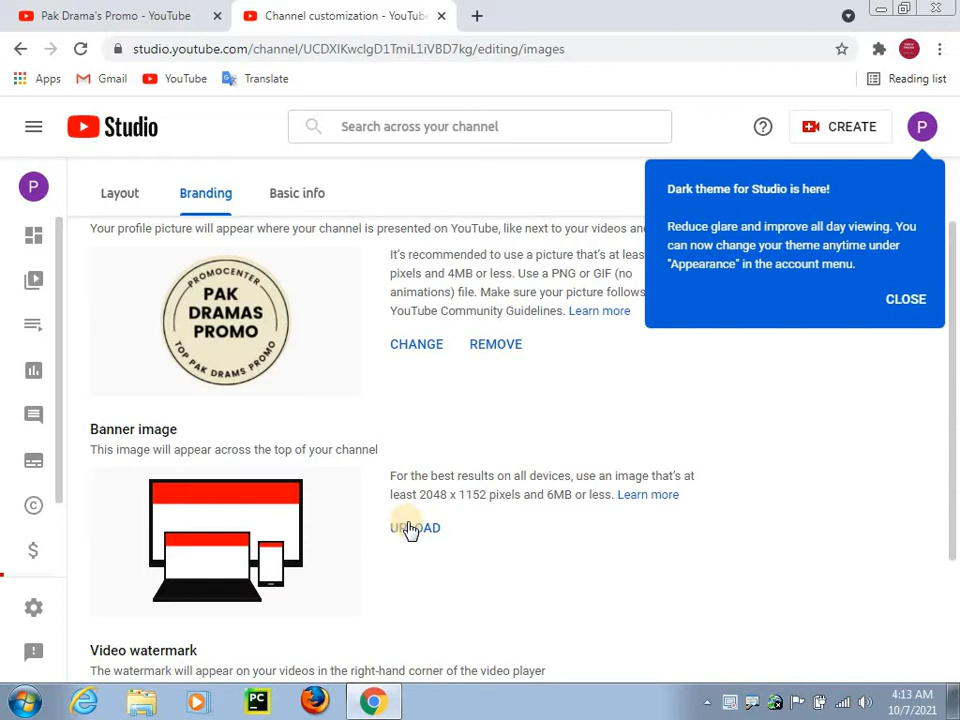 Pak Drama's Promo - YouTube
Channel customization - YouTube
studio.youtube.com/channel/UCDXIKwclgD1TmiL1iVBD7kg/editing/images
Apps
Gmail
YouTube
Translate
Reading list
Studio
Search across your channel
CREATE
P
P
Layout
Branding
Basic info
Dark theme for Studio is here!
Reduce glare and improve all day viewing. You
can now change your theme anytime under
"Appearance" in the account menu.
CLOSE
Your profile picture will appear where your channel is presented on YouTube, like next to your videos and
PROMOCENTER
PAK
DRAMAS
PROMO
TOP PAK DRAMS PROMO
It's recommended to use a picture that's at least
pixels and 4MB or less. Use a PNG or GIF (no
animations) file. Make sure your picture follows
YouTube Community Guidelines. Learn more
CHANGE
REMOVE
Banner image
This image will appear across the top of your channel
For the best results on all devices, use an image that's at
least 2048 x 1152 pixels and 6MB or less. Learn more
UPLOAD
Video watermark
The watermark will appear on your videos in the right-hand corner of the video player
PC
4:13 AM
10/7/2021